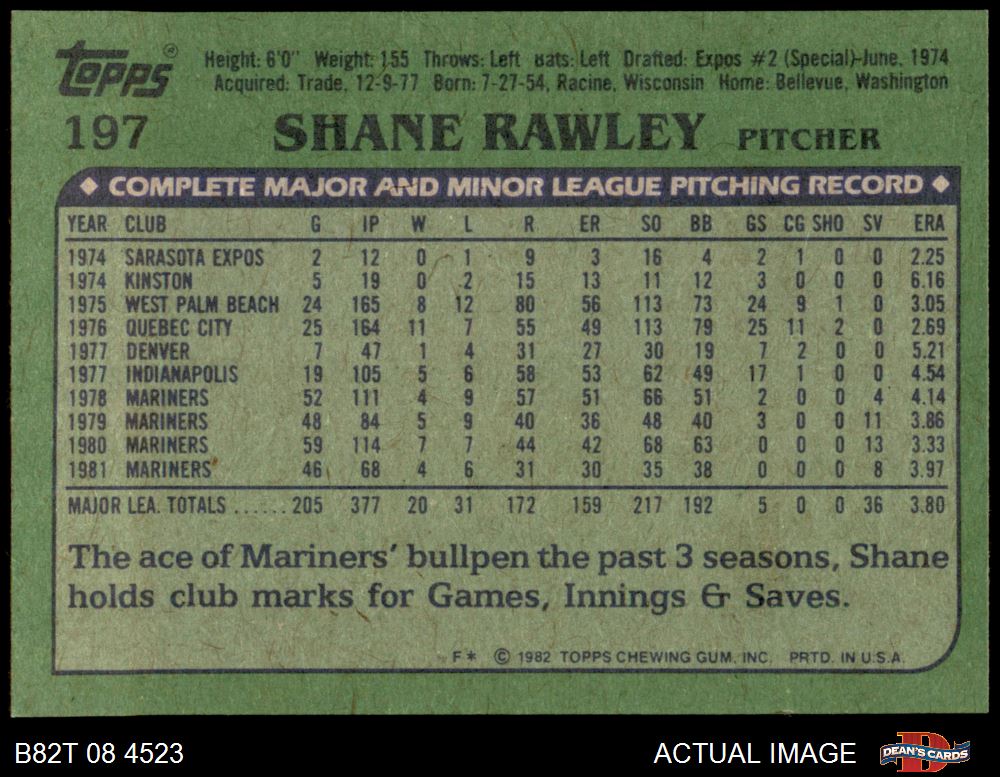 Topps® Height: 6'0" Weight: 155 Throws: Left Bats: Left Drafted: Expos #2 (Special)-June, 1974
Acquired: Trade, 12-9-77 Born: 7-27-54, Racine, Wisconsin Home: Bellevue, Washington
197 SHANE RAWLEY PITCHER
◆ COMPLETE MAJOR AND MINOR LEAGUE PITCHING RECORD ◆
YEAR CLUB G IP W L R ER SO BB GS CG SHO SV ERA
1974 SARASOTA EXPOS 2 12 0 1 9 3 16 4 2 1 0 0 2.25
1974 KINSTON 5 19 0 2 15 13 11 12 3 0 0 0 6.16
1975 WEST PALM BEACH 24 165 8 12 80 56 113 73 24 9 1 0 3.05
1976 QUEBEC CITY 25 164 11 7 55 49 113 79 25 11 2 0 2.69
1977 DENVER 7 47 1 4 31 27 30 19 7 2 0 0 5.21
1977 INDIANAPOLIS 19 105 5 6 58 53 62 49 17 1 0 0 4.54
1978 MARINERS 52 111 4 9 57 51 66 51 2 0 0 4 4.14
1979 MARINERS 48 84 5 9 40 36 48 40 3 0 0 11 3.86
1980 MARINERS 59 114 7 7 44 42 68 63 0 0 0 13 3.33
1981 MARINERS 46 68 4 6 31 30 35 38 0 0 0 8 3.97
MAJOR LEA. TOTALS ...... 205 377 20 31 172 159 217 192 5 0 0 36 3.80
The ace of Mariners' bullpen the past 3 seasons, Shane
holds club marks for Games, Innings & Saves.
F* © 1982 TOPPS CHEWING GUM, INC. PRTD. IN U.S.A.
B82T 08 4523 ACTUAL IMAGE DEAN'S CARDS